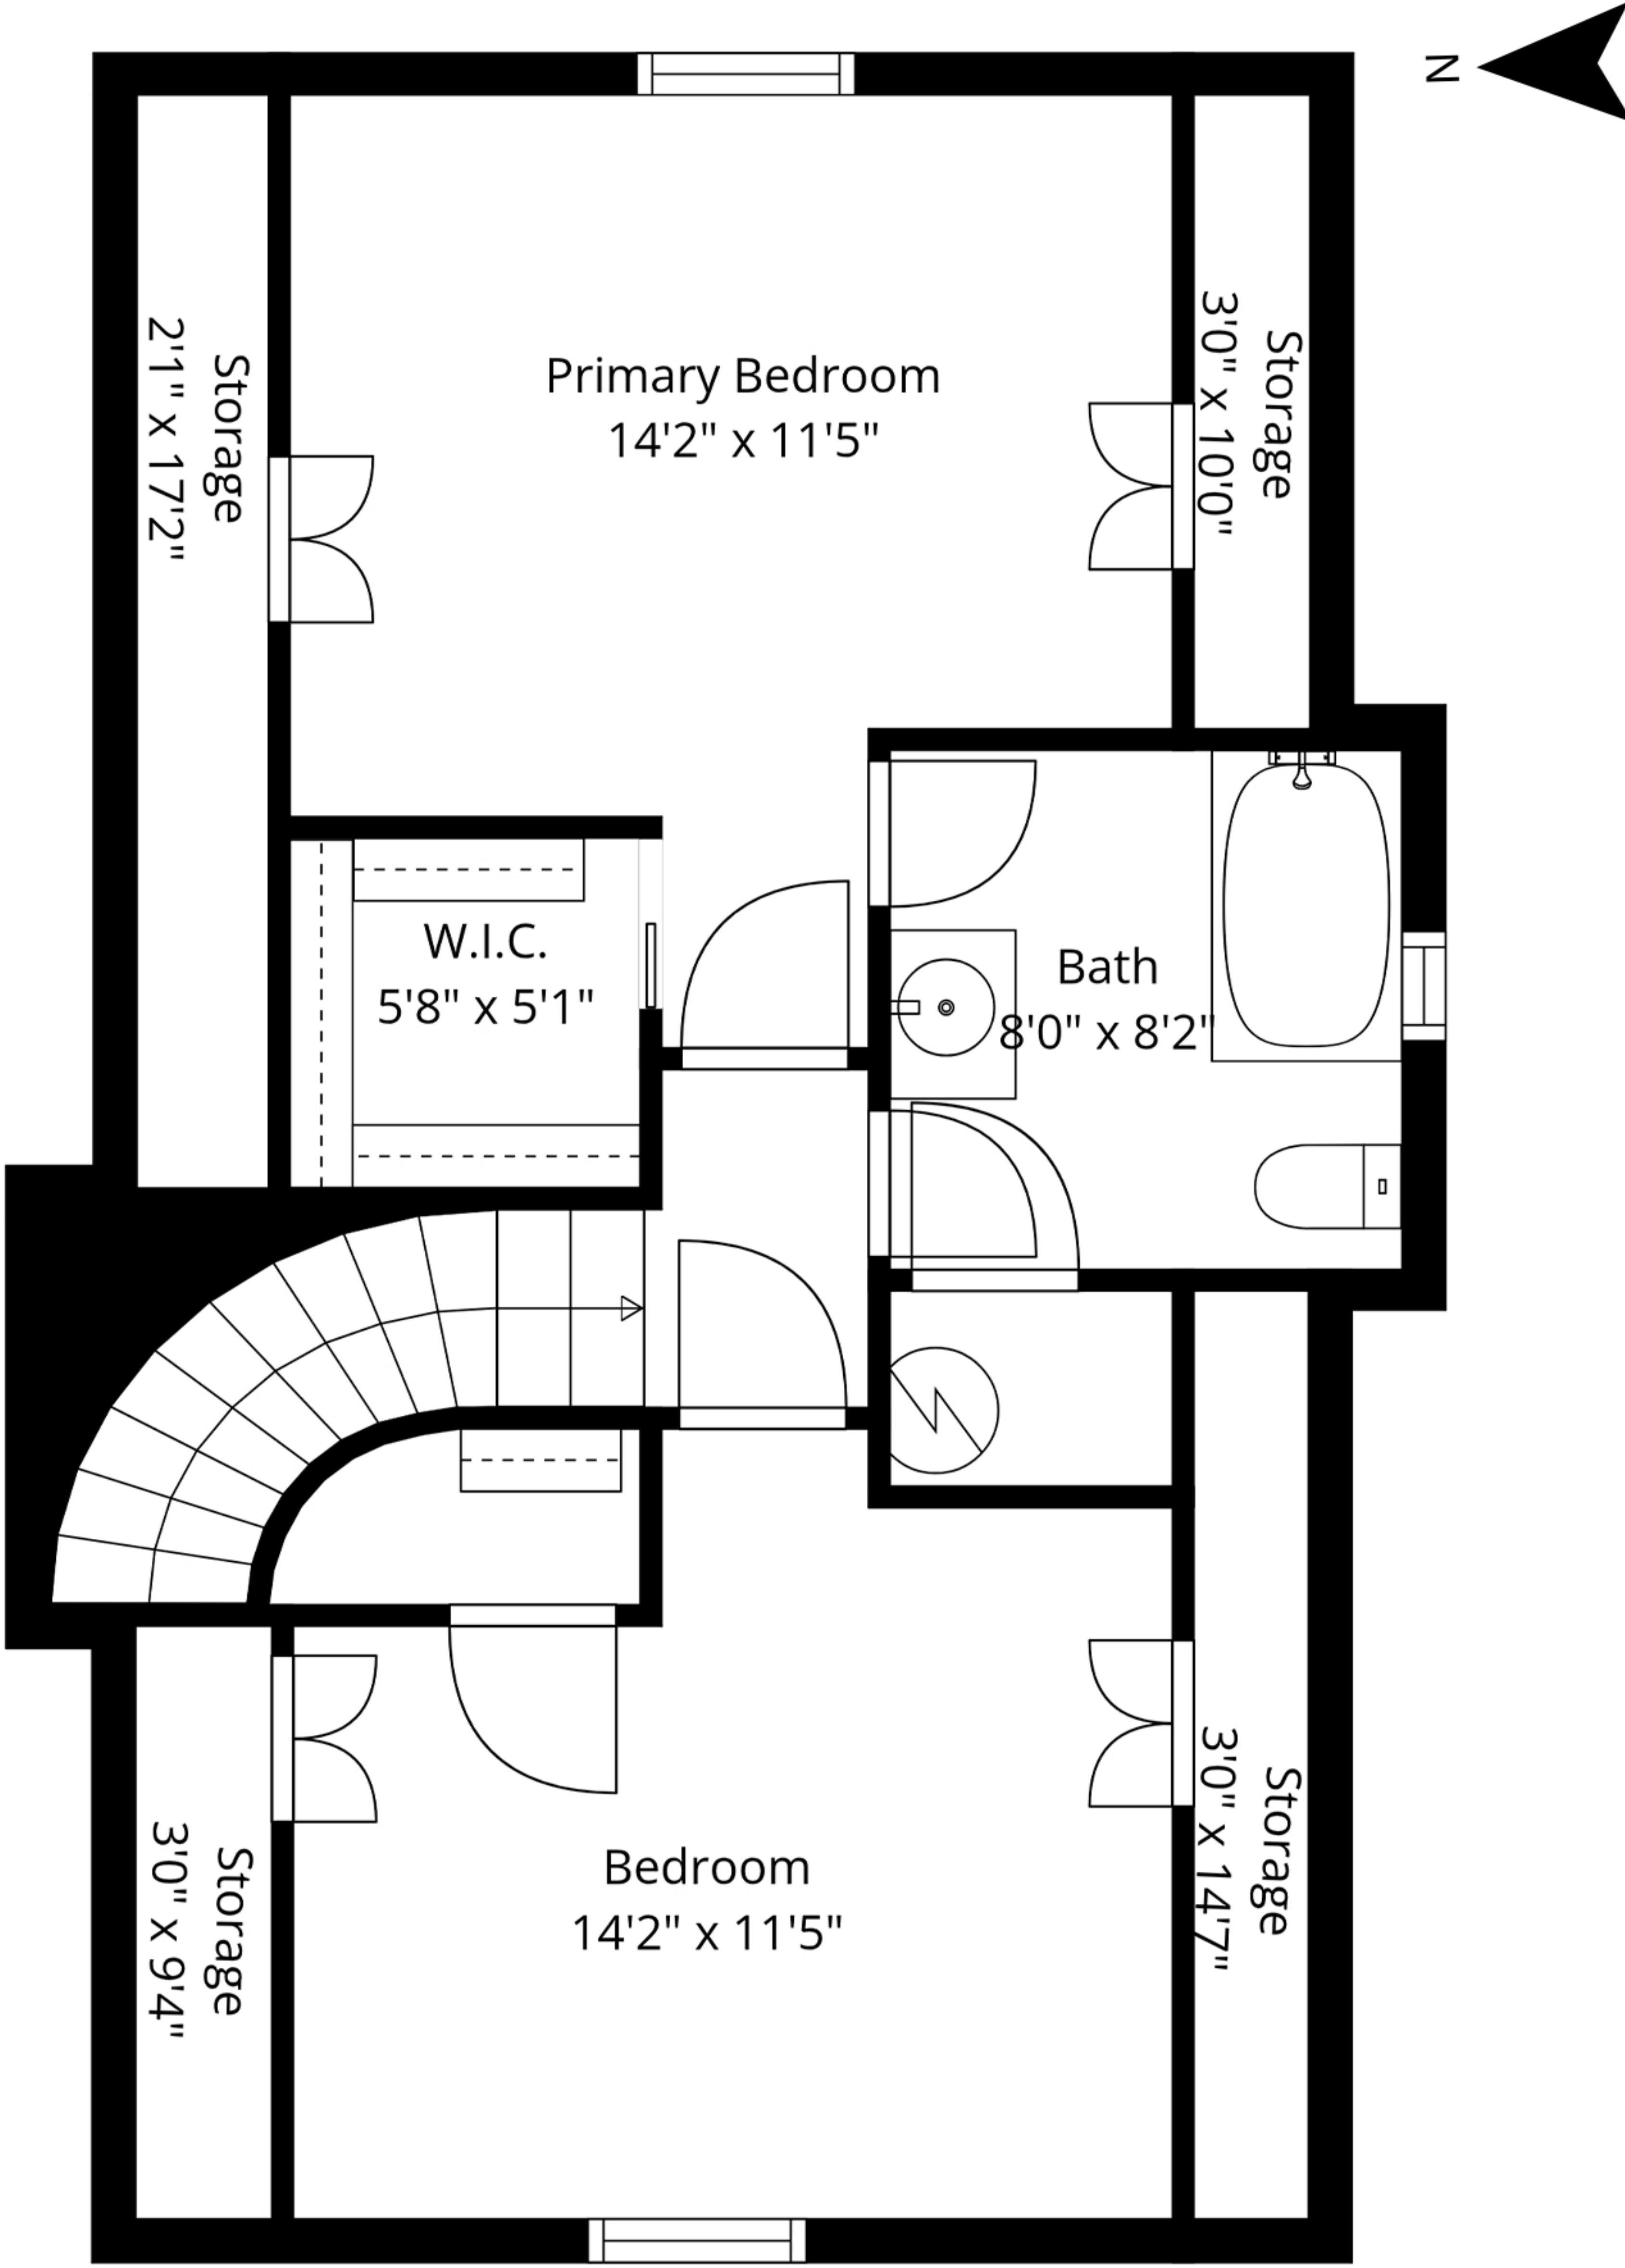 N
Primary Bedroom
14'2" x 11'5"
Storage
2'1" x 17'2"
Storage
3'0" x 10'0"
W.I.C.
5'8" x 5'1"
Bath
8'0" x 8'2"
Bedroom
14'2" x 11'5"
Storage
3'0" x 9'4"
Storage
3'0" x 14'7"